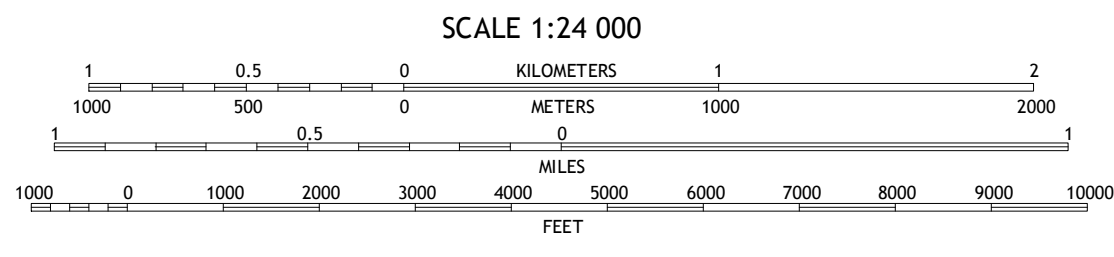 SCALE 1:24 000
1 0.5 0 KILOMETERS 1 2
1000 500 0 METERS 1000 2000
1 0.5 0 1
MILES
1000 0 1000 2000 3000 4000 5000 6000 7000 8000 9000 10000
FEET